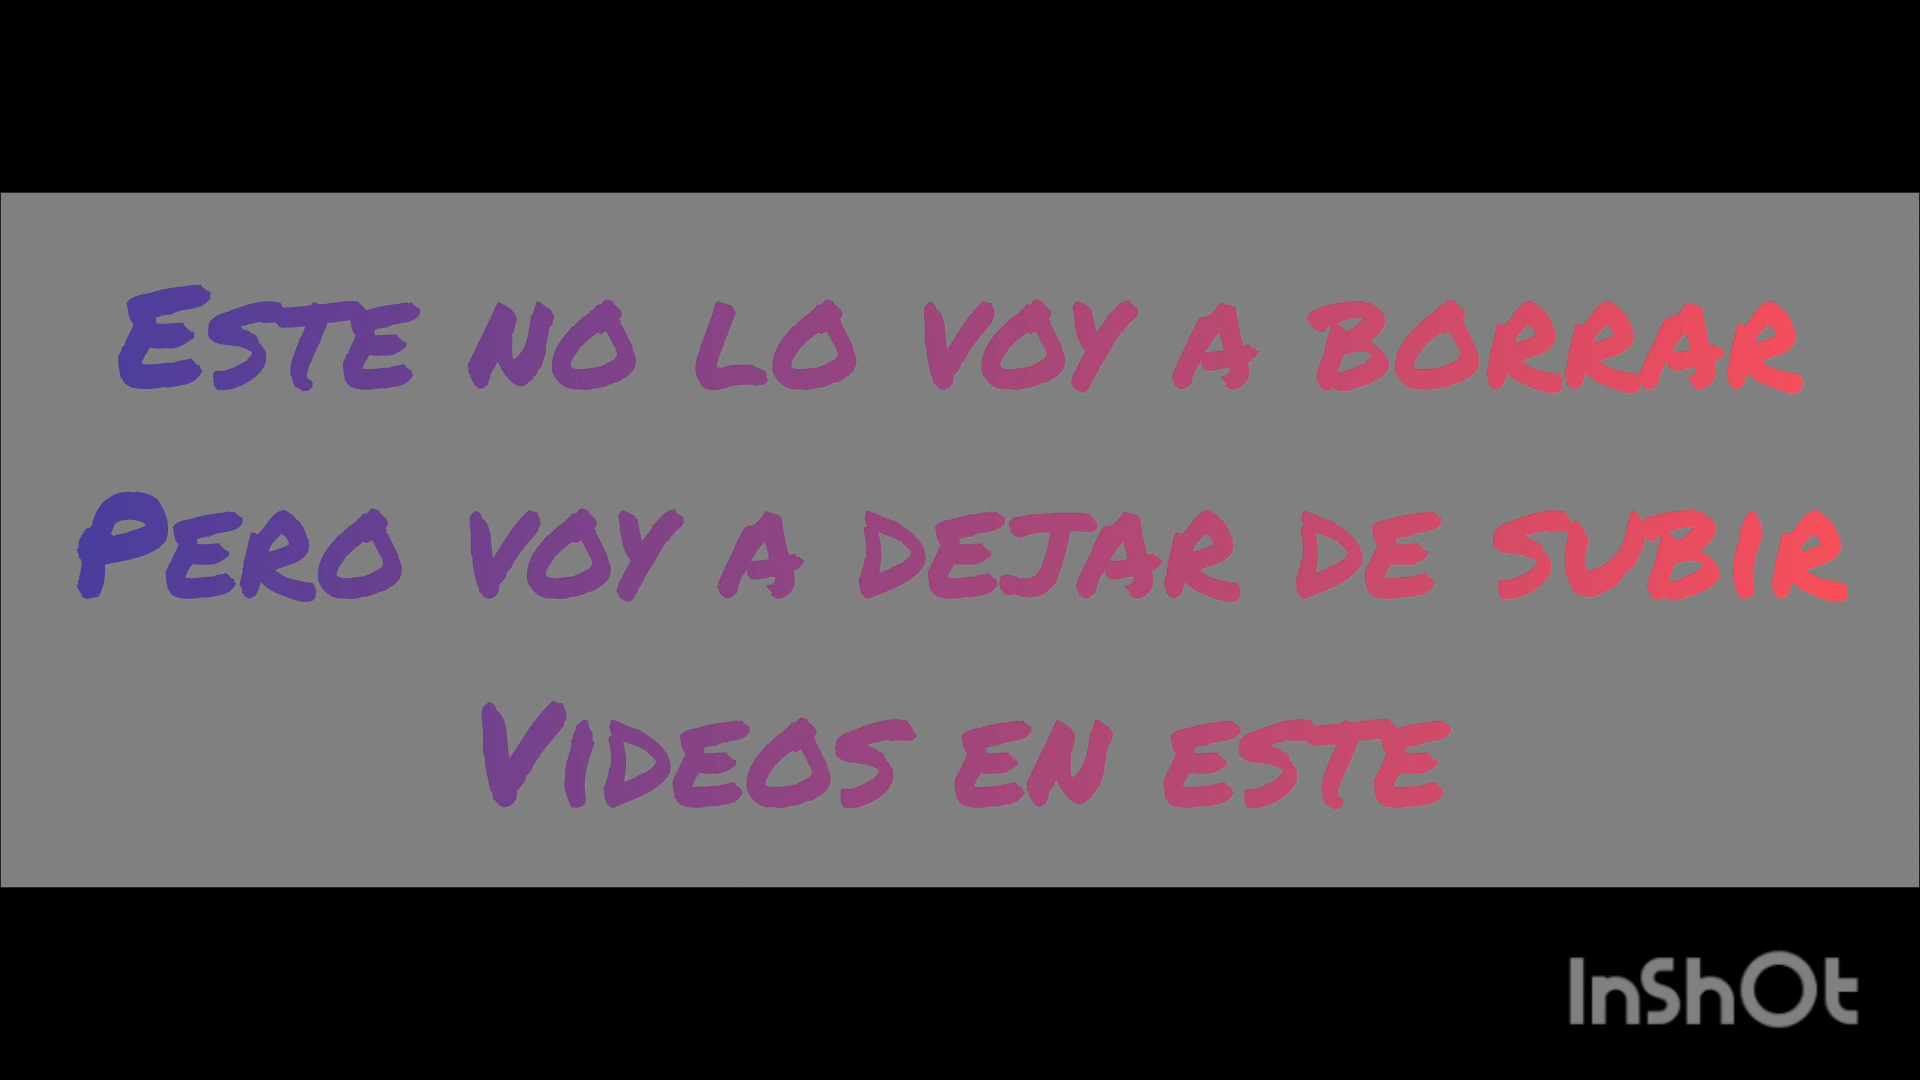 Este no lo voy a borrar
Pero voy a dejar de subir
Videos en este
InShOt